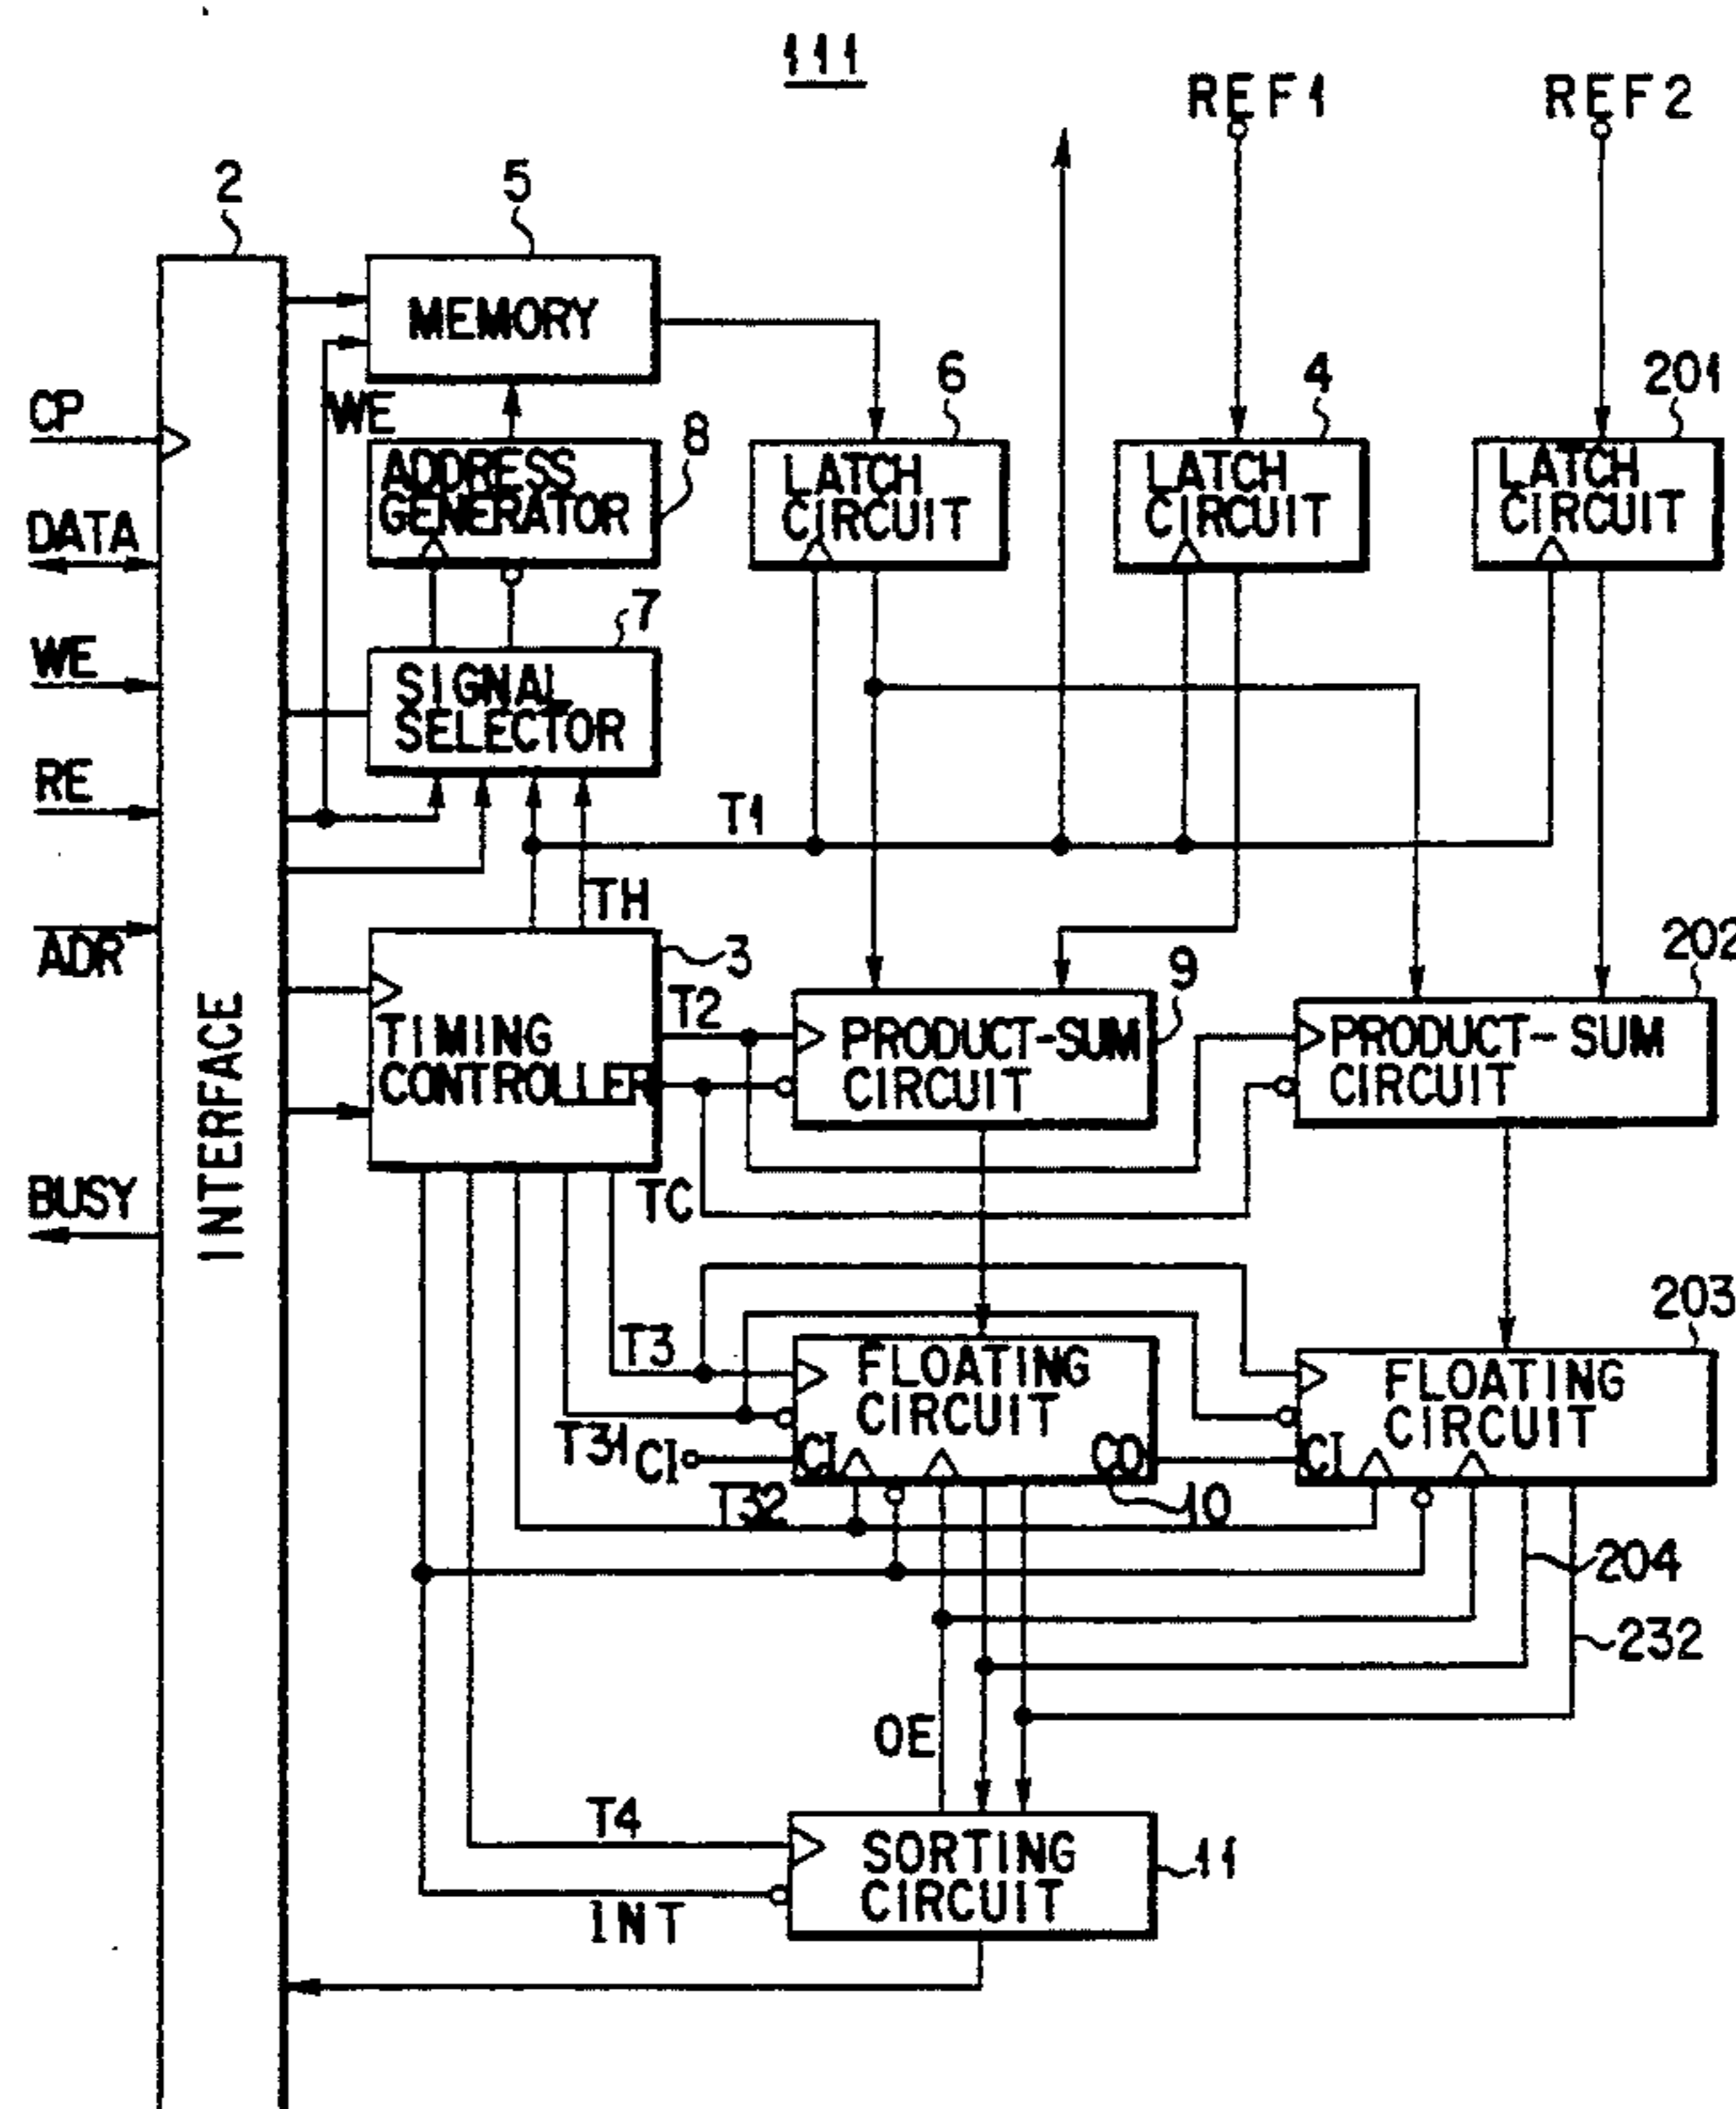 111
REF1
REF2
2
5
MEMORY
6
4
201
CP
WE
8
ADDRESS
GENERATOR
LATCH
CIRCUIT
LATCH
CIRCUIT
LATCH
CIRCUIT
DATA
7
WE
SIGNAL
SELECTOR
RE
T1
TH
ADR
3
9
202
T2
INTERFACE
TIMING
CONTROLLER
PRODUCT-SUM
CIRCUIT
PRODUCT-SUM
CIRCUIT
BUSY
TC
203
T3
FLOATING
CIRCUIT
FLOATING
CIRCUIT
T31
CI
CI
CO
CI
T32
10
204
232
OE
T4
SORTING
CIRCUIT
11
INT